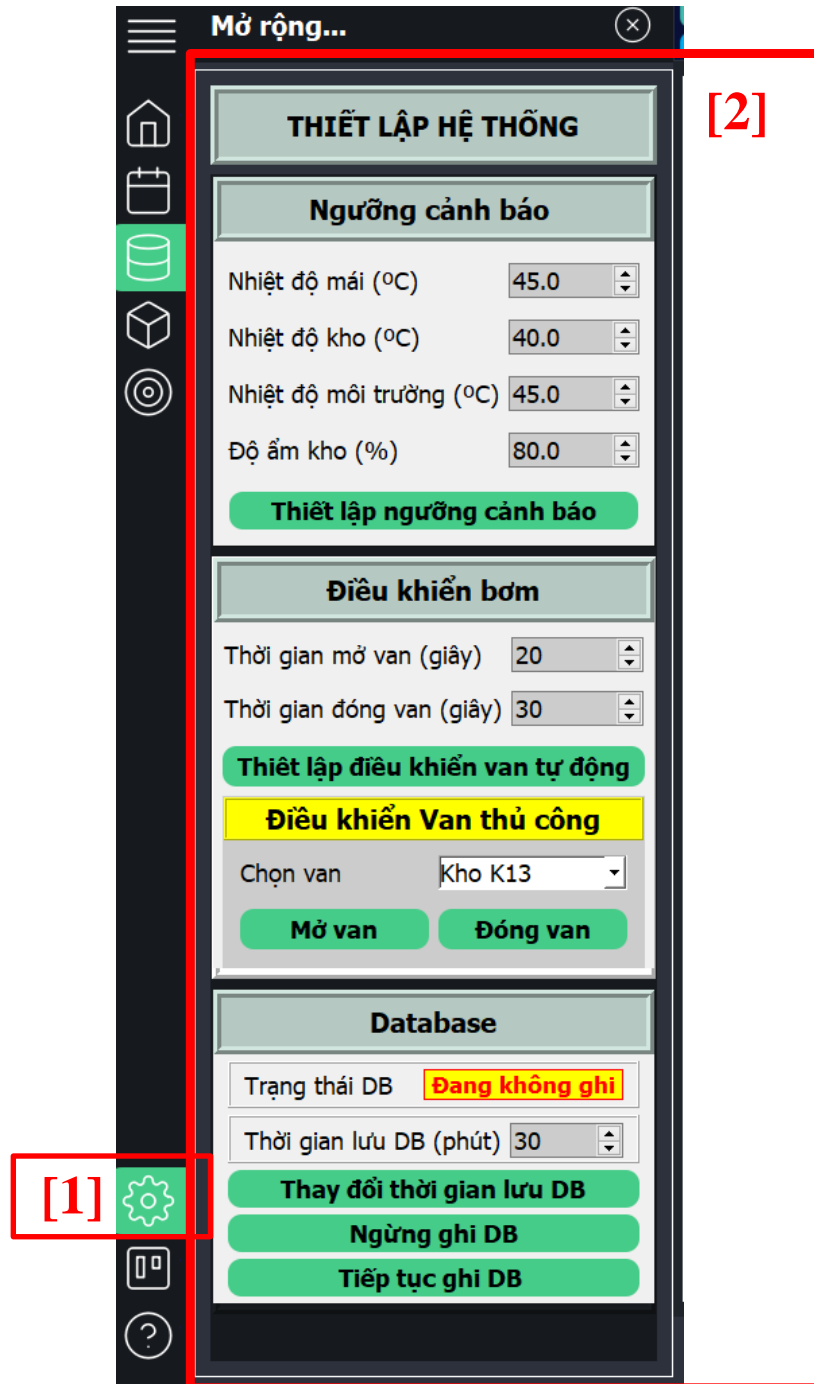 Mở rộng...
[2]
THIẾT LẬP HỆ THỐNG
Ngưỡng cảnh báo
Nhiệt độ mái (ºC) 45.0
Nhiệt độ kho (ºC) 40.0
Nhiệt độ môi trường (ºC) 45.0
Độ ẩm kho (%) 80.0
Thiết lập ngưỡng cảnh báo
Điều khiển bơm
Thời gian mở van (giây) 20
Thời gian đóng van (giây) 30
Thiêt lập điều khiển van tự động
Điều khiển Van thủ công
Chọn van Kho K13
Mở van Đóng van
Database
Trạng thái DB Đang không ghi
Thời gian lưu DB (phút) 30
[1]
Thay đổi thời gian lưu DB
Ngừng ghi DB
Tiếp tục ghi DB